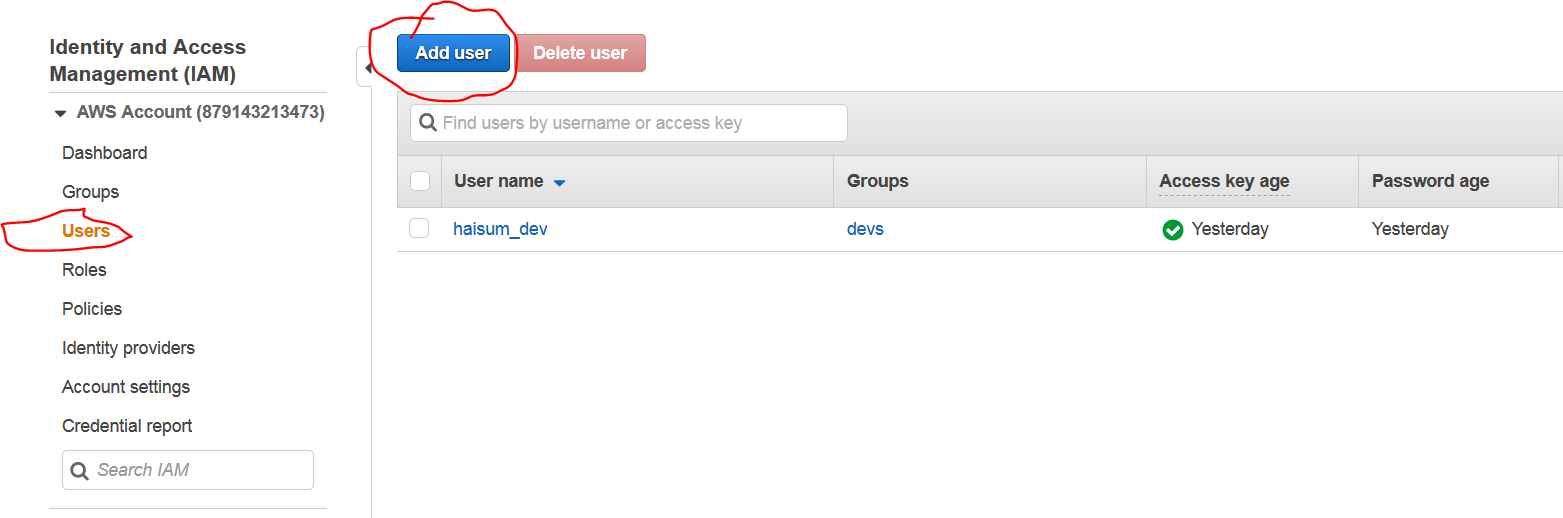 Identity and Access
Management (IAM)
AWS Account (879143213473)
Dashboard
Groups
Users
Roles
Policies
Identity providers
Account settings
Credential report
Search IAM
Add user Delete user
Find users by username or access key
User name Groups Access key age Password age
haisum_dev devs Yesterday Yesterday